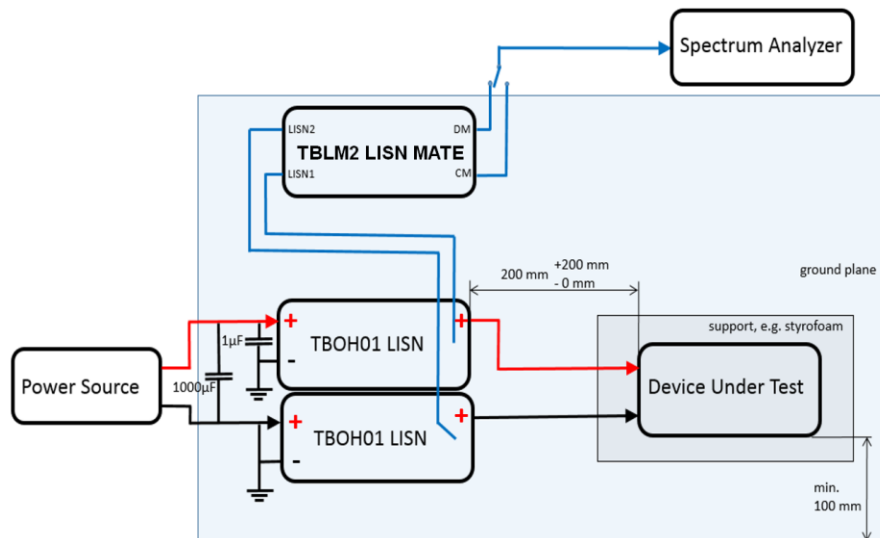 Spectrum Analyzer
LISN2
DM
TBLM2 LISN MATE
LISN1
CM
200 mm +200 mm
- 0 mm
ground plane
support, e.g. styrofoam
+
+
1µF
TBOH01 LISN
-
Power Source
1000µF
Device Under Test
+
+
TBOH01 LISN
-
min.
100 mm